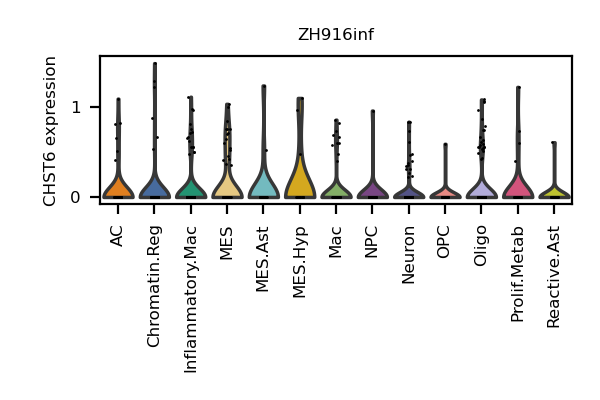 ZH916inf
CHST6 expression
1
0
AC
Chromatin.Reg
Inflammatory.Mac
MES
MES.Ast
MES.Hyp
Mac
NPC
Neuron
OPC
Oligo
Prolif.Metab
Reactive.Ast